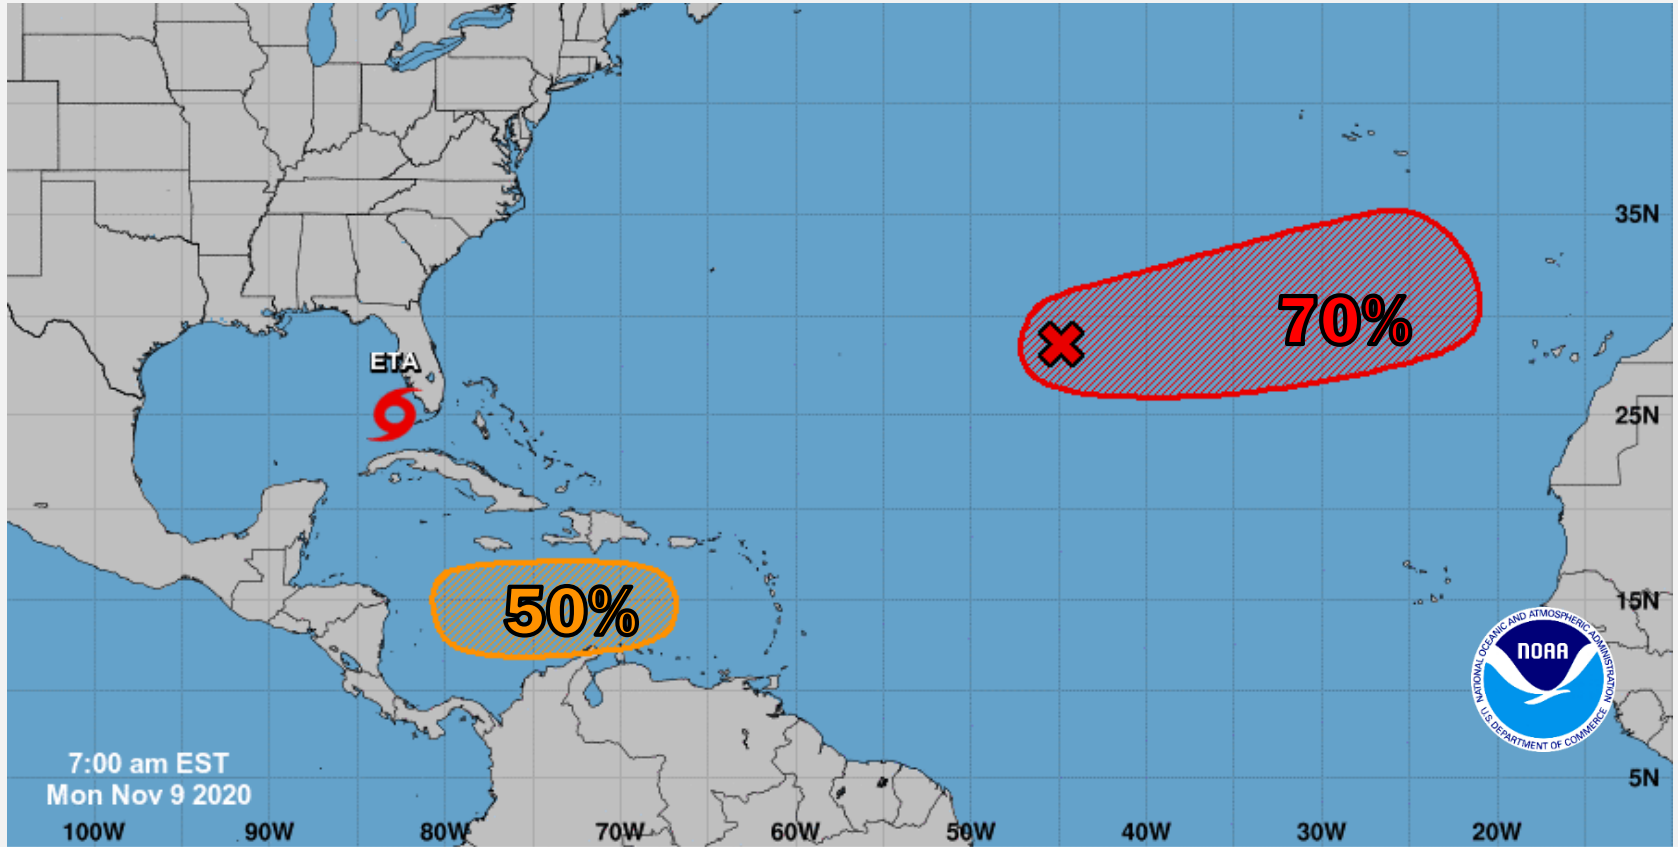 35N
70%
ETA
25N
50%
15N
NATIONAL OCEANIC AND ATMOSPHERIC ADMINISTRATION
NOAA
U.S. DEPARTMENT OF COMMERCE
7:00 am EST
Mon Nov 9 2020
5N
100W 90W 80W 70W 60W 50W 40W 30W 20W